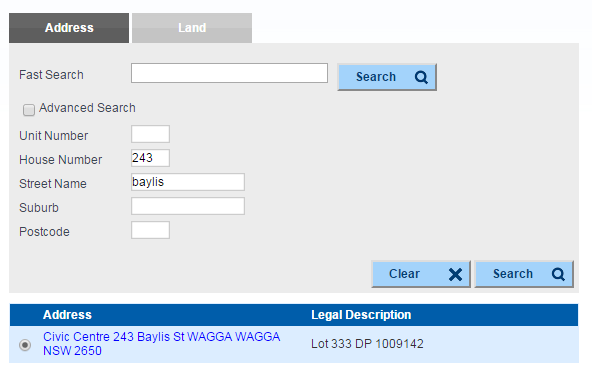 Address Land
Fast Search Search
Advanced Search
Unit Number
House Number 243
Street Name baylis
Suburb
Postcode
Clear Search
Address Legal Description
Civic Centre 243 Baylis St WAGGA WAGGA
NSW 2650
Lot 333 DP 1009142